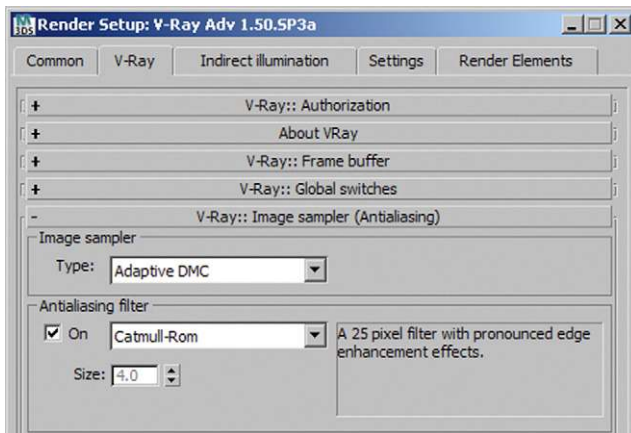 Render Setup: V-Ray Adv 1.50.SP3a
Common V-Ray Indirect illumination Settings Render Elements
+ V-Ray:: Authorization
+ About VRay
+ V-Ray:: Frame buffer
+ V-Ray:: Global switches
- V-Ray:: Image sampler (Antialiasing)
Image sampler
Type: Adaptive DMC
Antialiasing filter
On Catmull-Rom
A 25 pixel filter with pronounced edge
enhancement effects.
Size: 4.0